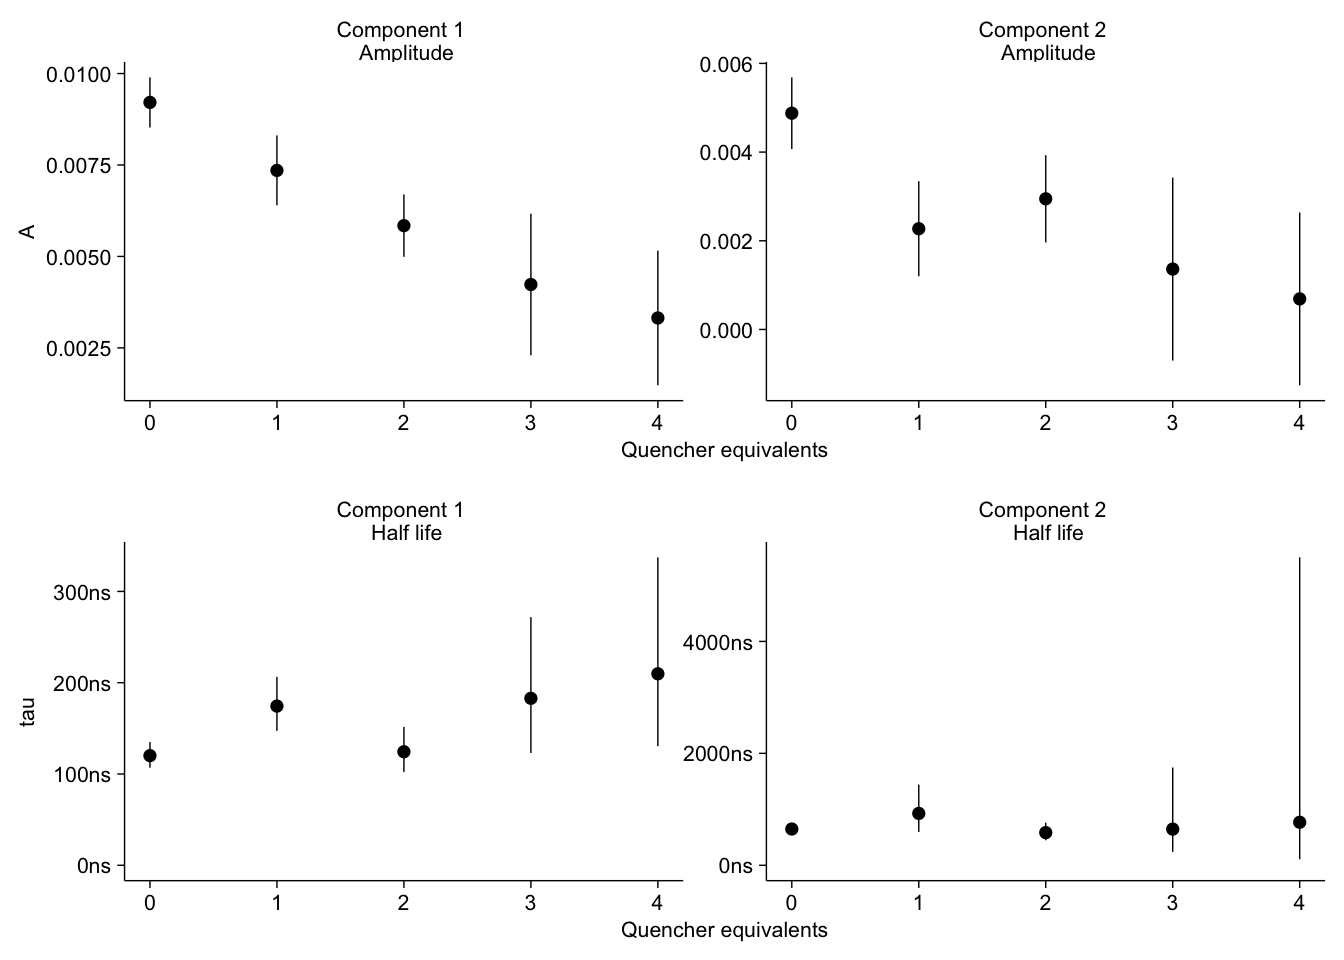 Component 1
Amplitude
Component 2
Amplitude
A
0.0100
0.0075
0.0050
0.0025
0.006
0.004
0.002
0.000
0 1 2 3 4
0 1 2 3 4
Quencher equivalents
Component 1
Half life
Component 2
Half life
tau
300ns
200ns
100ns
0ns
4000ns
2000ns
0ns
0 1 2 3 4
0 1 2 3 4
Quencher equivalents